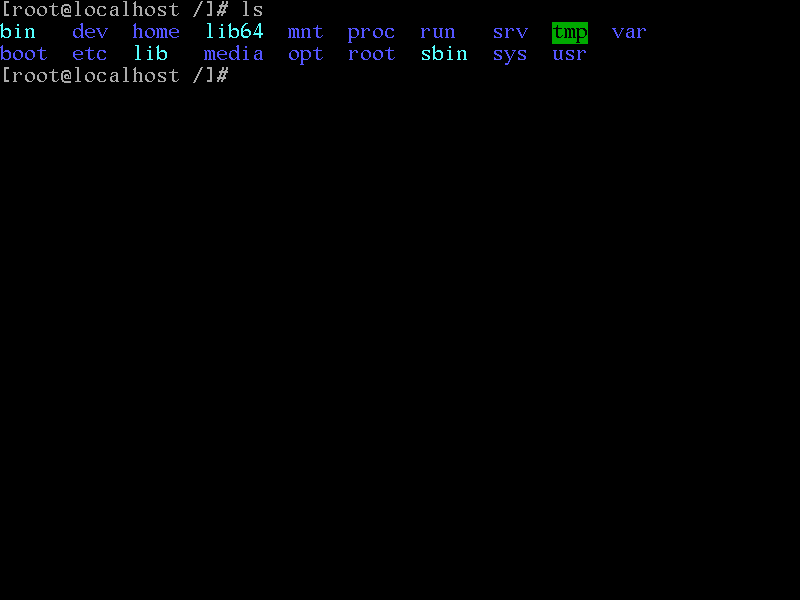 [root@localhost /]# ls
bin   dev  home  lib64  mnt  proc  run   srv  tmp  var
boot  etc  lib   media  opt  root  sbin  sys  usr
[root@localhost /]#